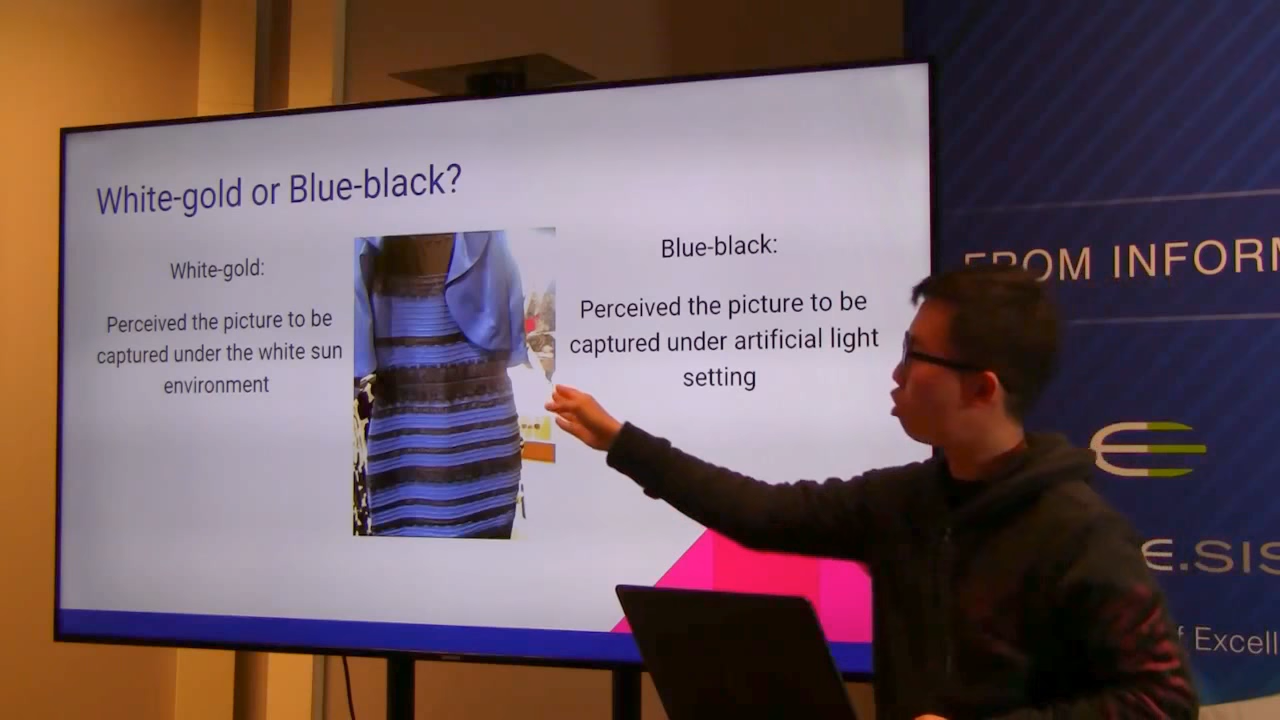 White-gold or Blue-black?
White-gold:
Perceived the picture to be
captured under the white sun
environment
Blue-black:
Perceived the picture to be
captured under artificial light
setting
FROM INFORM
E.SIS
f Excell